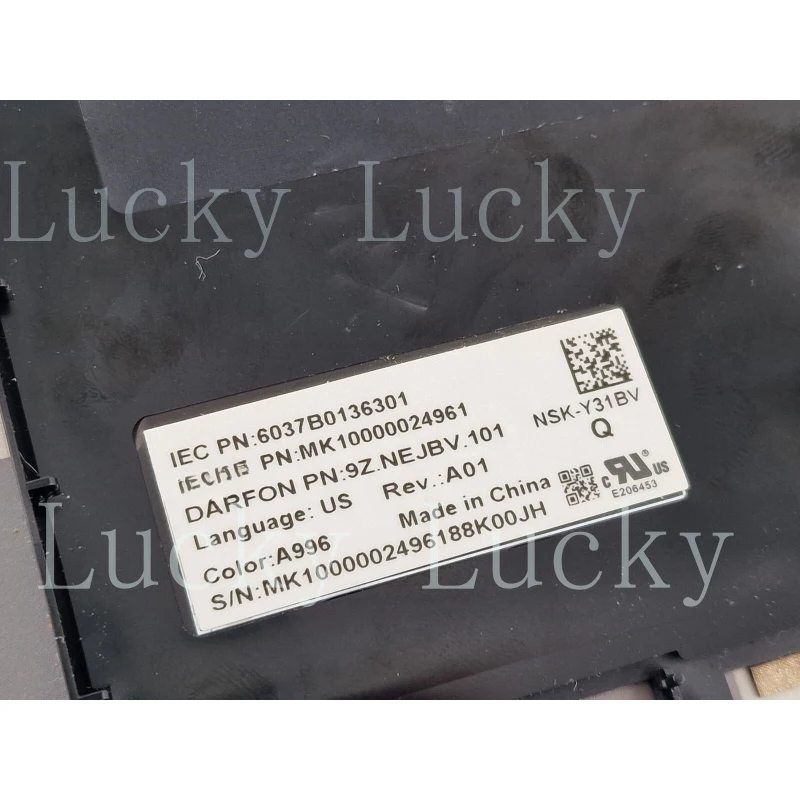 Lucky Lucky
IEC PN:6037B0136301
PN:MK10000024961
DARFON PN:9Z.NEJBV.101
NSK-Y31BV
Q
Language: US Rev.:A01
Color:A996 Made in China
c RU US
E206453
S/N:MK1000002496188K00JH
Lucky Lucky